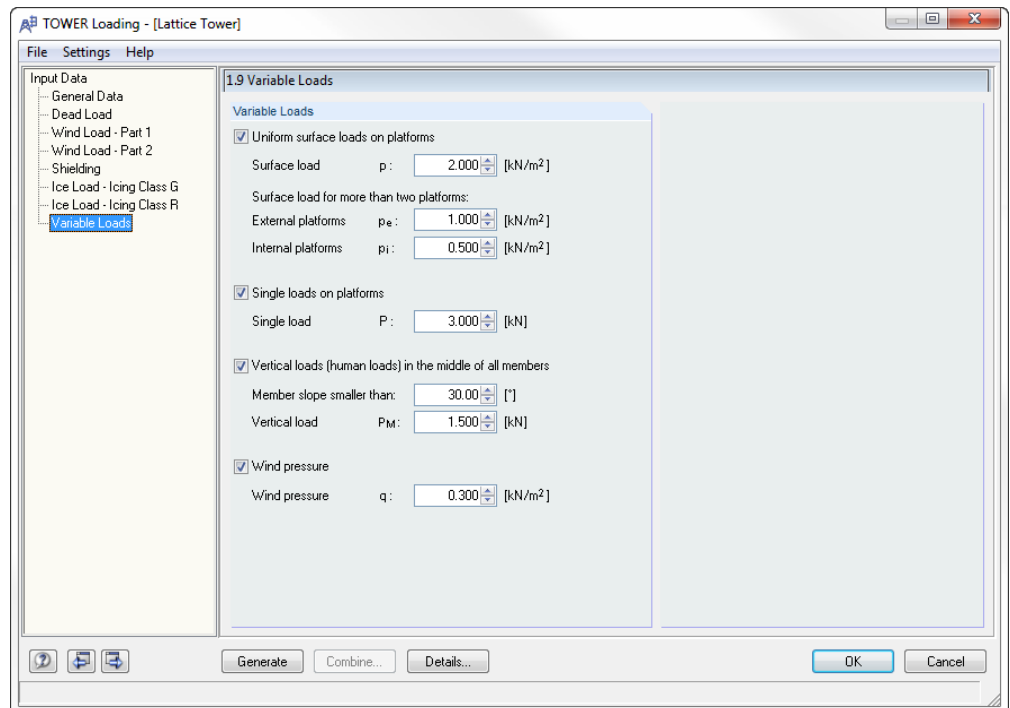 TOWER Loading - [Lattice Tower]
File Settings Help
Input Data
General Data
Dead Load
Wind Load - Part 1
Wind Load - Part 2
Shielding
Ice Load - Icing Class G
Ice Load - Icing Class R
Variable Loads
1.9 Variable Loads
Variable Loads
Uniform surface loads on platforms
Surface load p : 2.000 [kN/m²]
Surface load for more than two platforms:
External platforms pe : 1.000 [kN/m²]
Internal platforms pi : 0.500 [kN/m²]
Single loads on platforms
Single load P : 3.000 [kN]
Vertical loads (human loads) in the middle of all members
Member slope smaller than: 30.00 [°]
Vertical load PM : 1.500 [kN]
Wind pressure
Wind pressure q : 0.300 [kN/m²]
Generate Combine... Details... OK Cancel